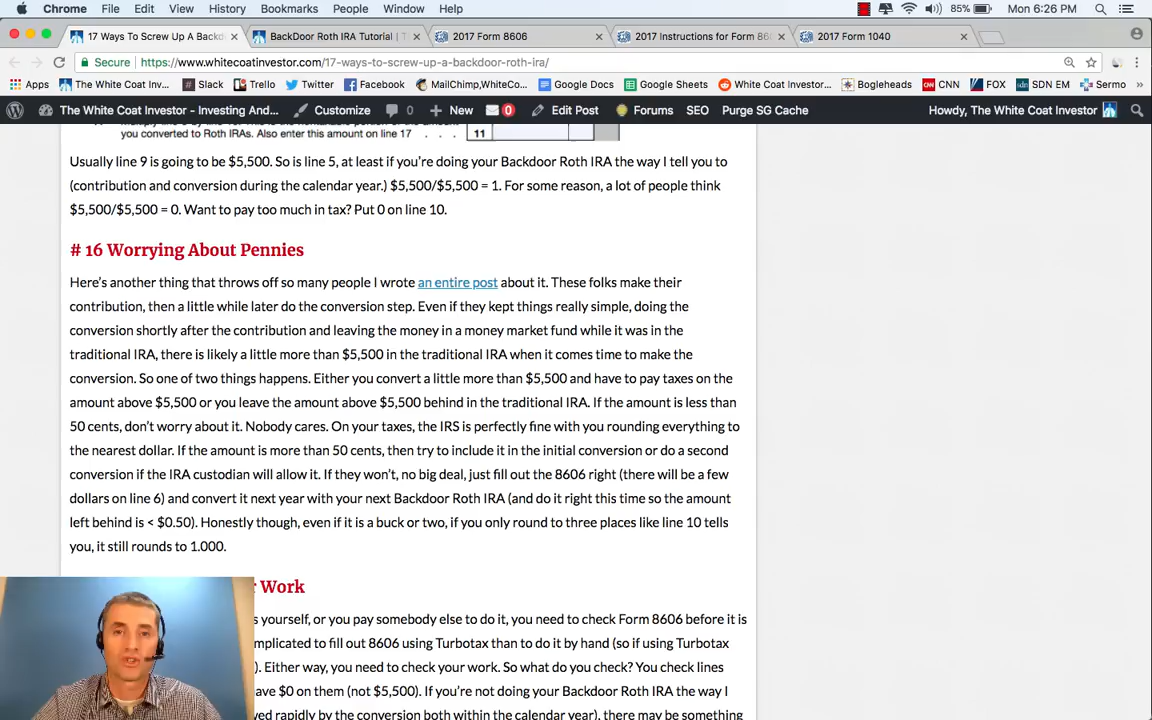 Chrome File Edit View History Bookmarks People Window Help 85% Mon 6:26 PM
17 Ways To Screw Up A Backd BackDoor Roth IRA Tutorial | T 2017 Form 8606 2017 Instructions for Form 86 2017 Form 1040
Secure https://www.whitecoatinvestor.com/17-ways-to-screw-up-a-backdoor-roth-ira/
Apps The White Coat Inv... Slack Trello Twitter Facebook MailChimp,WhiteCo... Google Docs Google Sheets Reddit WhiteCoatInv... Bogleheads CNN FOX SDN EM Sermo »
The White Coat Investor - Investing And... Customize 0 New 0 Edit Post Forums SEO Purge SG Cache Howdy, The White Coat Investor
you converted to Roth IRAs. Also enter this amount on line 17 . . . 11
Usually line 9 is going to be $5,500. So is line 5, at least if you're doing your Backdoor Roth IRA the way I tell you to
(contribution and conversion during the calendar year.) $5,500/$5,500 = 1. For some reason, a lot of people think
$5,500/$5,500 = 0. Want to pay too much in tax? Put 0 on line 10.
# 16 Worrying About Pennies
Here's another thing that throws off so many people I wrote an entire post about it. These folks make their
contribution, then a little while later do the conversion step. Even if they kept things really simple, doing the
conversion shortly after the contribution and leaving the money in a money market fund while it was in the
traditional IRA, there is likely a little more than $5,500 in the traditional IRA when it comes time to make the
conversion. So one of two things happens. Either you convert a little more than $5,500 and have to pay taxes on the
amount above $5,500 or you leave the amount above $5,500 behind in the traditional IRA. If the amount is less than
50 cents, don't worry about it. Nobody cares. On your taxes, the IRS is perfectly fine with you rounding everything to
the nearest dollar. If the amount is more than 50 cents, then try to include it in the initial conversion or do a second
conversion if the IRA custodian will allow it. If they won't, no big deal, just fill out the 8606 right (there will be a few
dollars on line 6) and convert it next year with your next Backdoor Roth IRA (and do it right this time so the amount
left behind is < $0.50). Honestly though, even if it is a buck or two, if you only round to three places like line 10 tells
you, it still rounds to 1.000.
Work
s yourself, or you pay somebody else to do it, you need to check Form 8606 before it is
mplicated to fill out 8606 using Turbotax than to do it by hand (so if using Turbotax
). Either way, you need to check your work. So what do you check? You check lines
ave $0 on them (not $5,500). If you're not doing your Backdoor Roth IRA the way I
ved rapidly by the conversion both within the calendar year), there may be something